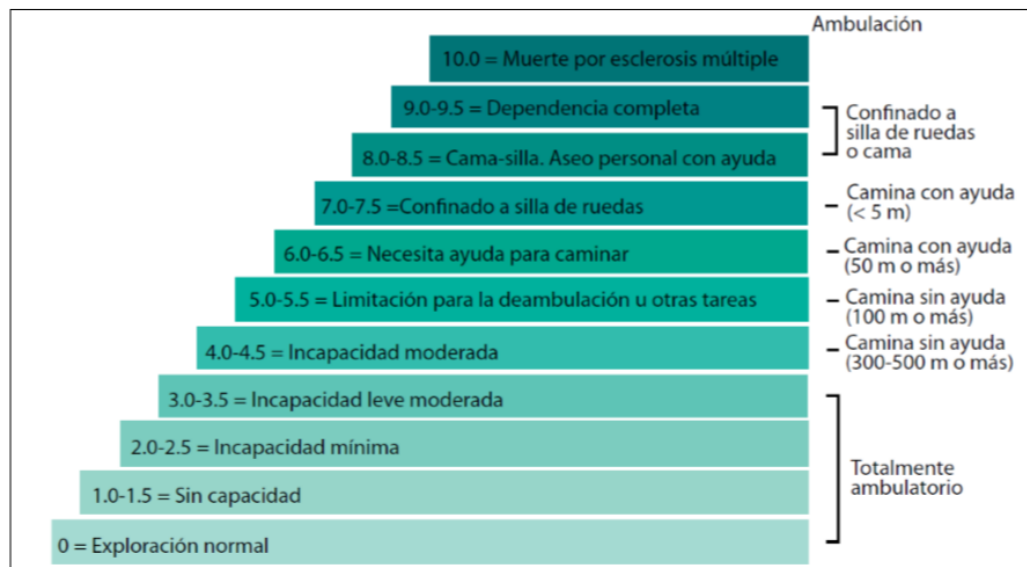 Ambulación
10.0 = Muerte por esclerosis múltiple
9.0-9.5 = Dependencia completa
8.0-8.5 = Cama-silla. Aseo personal con ayuda
Confinado a
silla de ruedas
o cama
7.0-7.5 =Confinado a silla de ruedas
Camina con ayuda
(< 5 m)
6.0-6.5 = Necesita ayuda para caminar
Camina con ayuda
(50 m o más)
5.0-5.5 = Limitación para la deambulación u otras tareas
Camina sin ayuda
(100 m o más)
4.0-4.5 = Incapacidad moderada
Camina sin ayuda
(300-500 m o más)
3.0-3.5 = Incapacidad leve moderada
2.0-2.5 = Incapacidad mínima
1.0-1.5 = Sin capacidad
0 = Exploración normal
Totalmente
ambulatorio